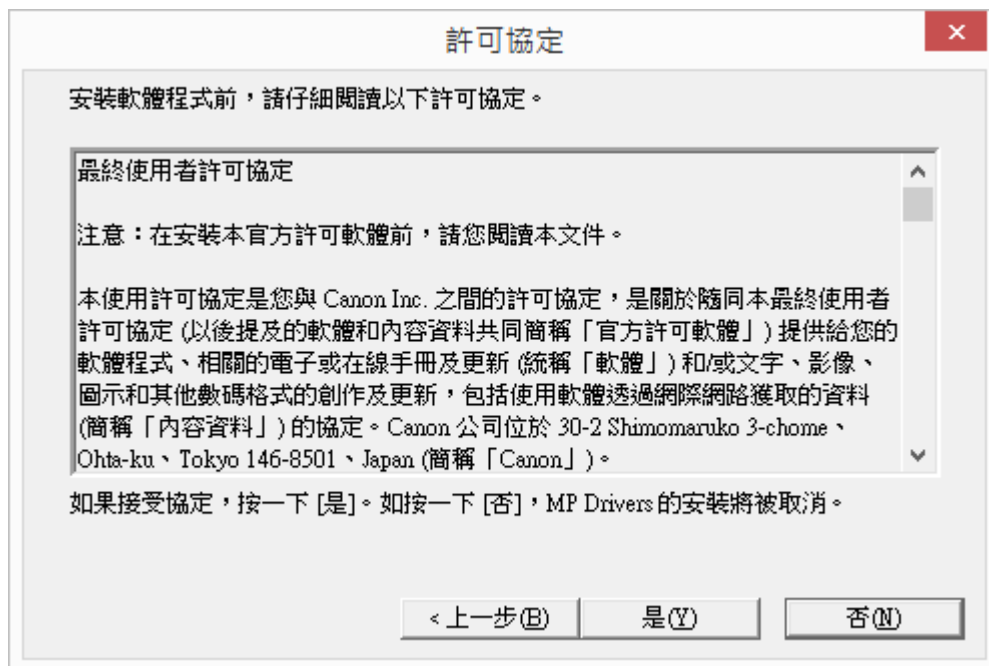 許可協定
安裝軟體程式前，請仔細閱讀以下許可協定。
最終使用者許可協定
注意：在安裝本官方許可軟體前，請您閱讀本文件。
本使用許可協定是您與 Canon Inc. 之間的許可協定，是關於隨同本最終使用者
許可協定 (以後提及的軟體和內容資料共同簡稱「官方許可軟體」) 提供給您的
軟體程式、相關的電子或在線手冊及更新 (統稱「軟體」) 和/或文字、影像、
圖示和其他數碼格式的創作及更新，包括使用軟體透過網際網路獲取的資料
(簡稱「內容資料」) 的協定。Canon 公司位於 30-2 Shimomaruko 3-chome、
Ohta-ku、Tokyo 146-8501、Japan (簡稱「Canon」)。
如果接受協定，按一下 [是]。如按一下 [否]，MP Drivers 的安裝將被取消。
<上一步(B) 是(Y) 否(N)